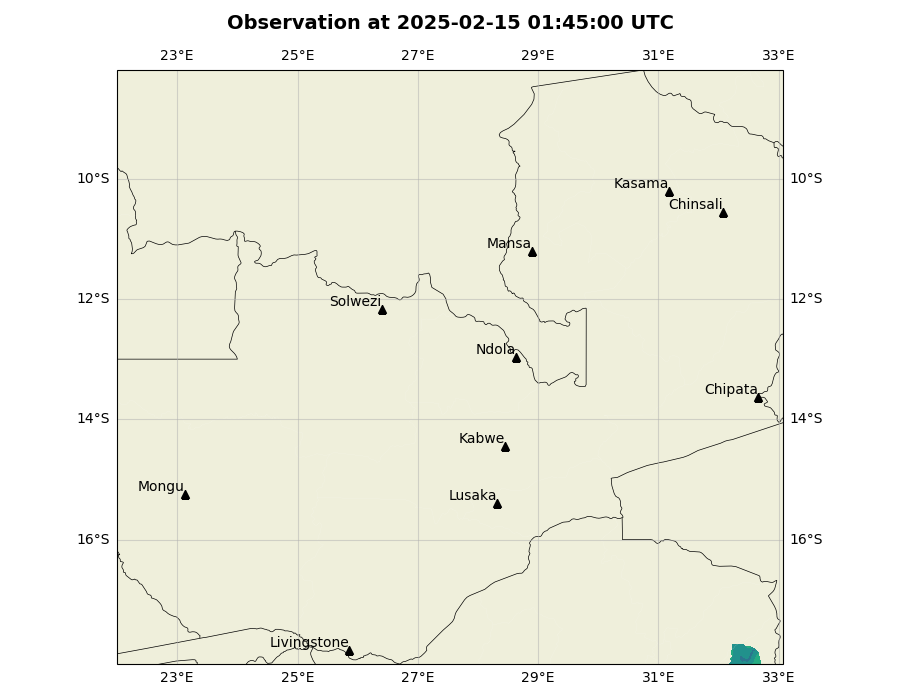 Observation at 2025-02-15 01:45:00 UTC
23°E 25°E 27°E 29°E 31°E 33°E
10°S 10°S
Kasama
Chinsali
Mansa
12°S 12°S
Solwezi
Ndola
Chipata
14°S 14°S
Kabwe
Mongu
Lusaka
16°S 16°S
Livingstone
23°E 25°E 27°E 29°E 31°E 33°E